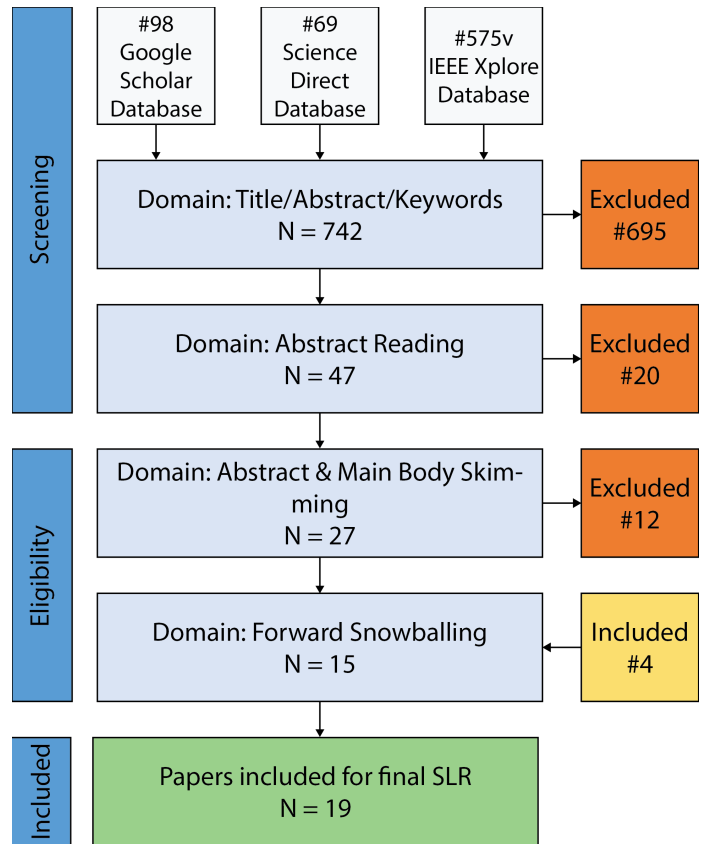 #98
Google
Scholar
Database
#69
Science
Direct
Database
#575v
IEEE Xplore
Database
Screening
Domain: Title/Abstract/Keywords
N = 742
Excluded
#695
Domain: Abstract Reading
N = 47
Excluded
#20
Eligibility
Domain: Abstract & Main Body Skim-
ming
N = 27
Excluded
#12
Domain: Forward Snowballing
N = 15
Included
#4
Included
Papers included for final SLR
N = 19